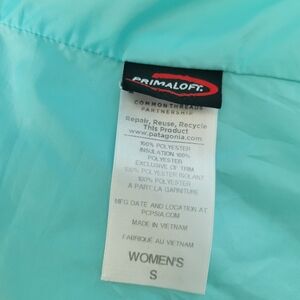 PRIMALOFT.
COMMON THREADS
PARTNERSHIP
Repair, Reuse, Recycle
This Product
www.patagonia.com
100% POLYESTER
INSULATION 100%
POLYESTER
EXCLUSIVE OF TRIM
100% POLYESTER ISOLANT
100% POLYESTER
A PART LA GARNITURE
MFG DATE AND LOCATION AT
PCPSIA.COM
MADE IN VIETNAM
FABRIQUÉ AU VIETNAM
WOMEN'S
S